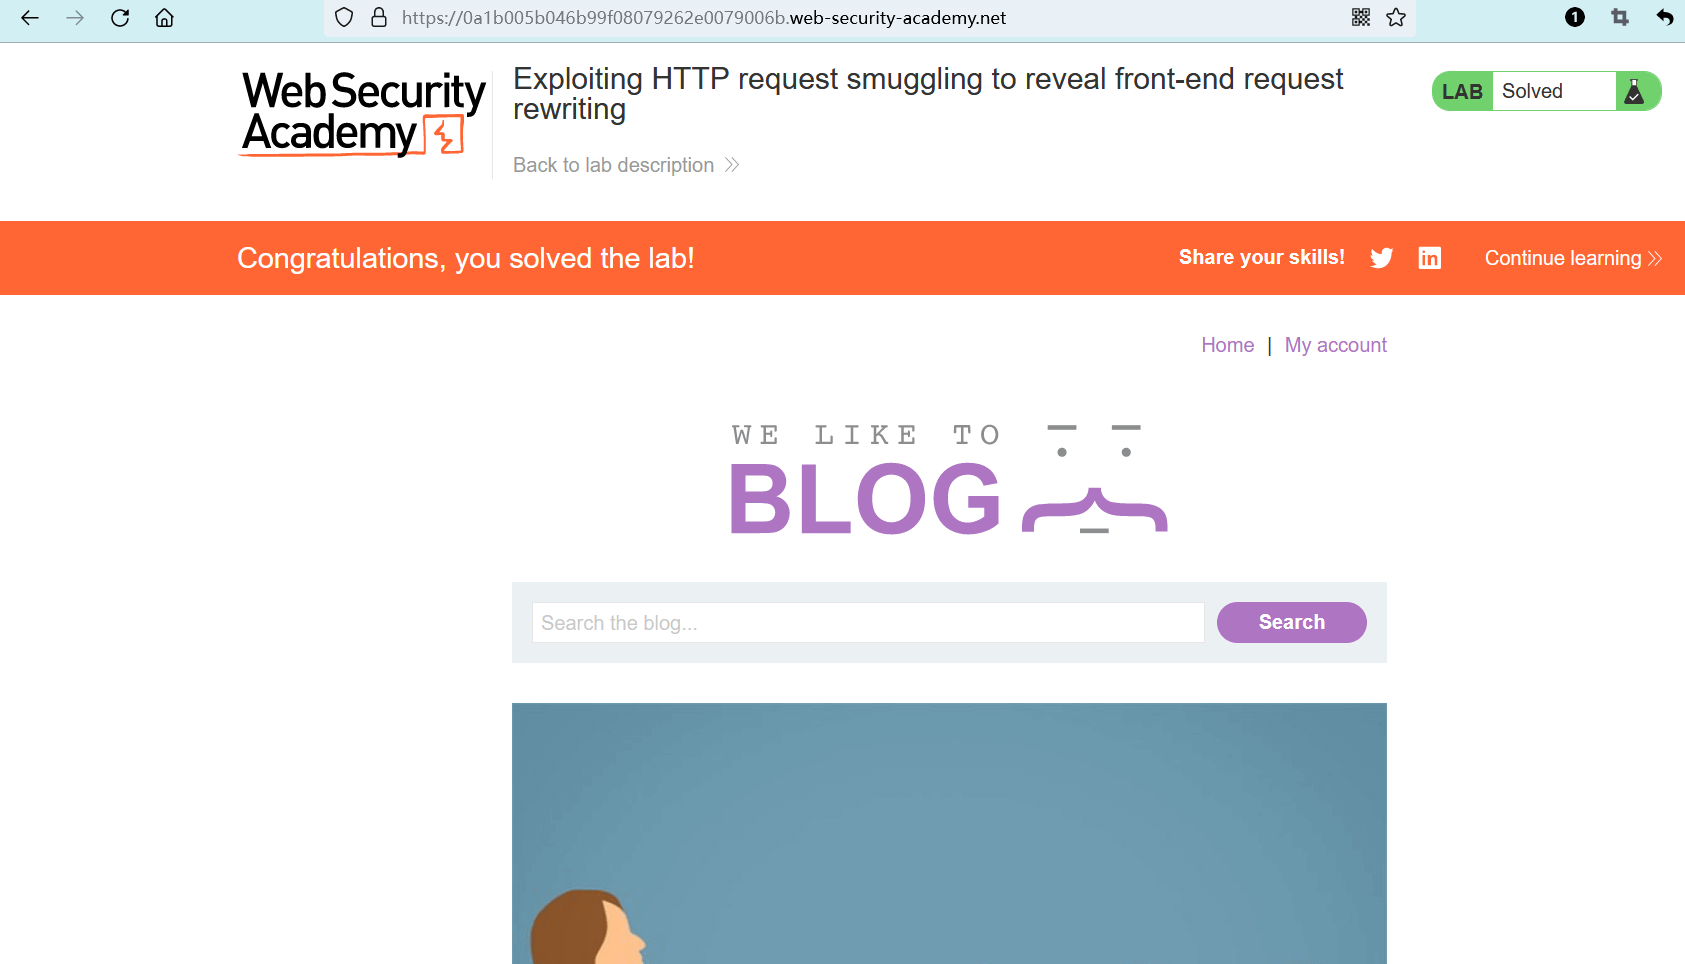 https://0a1b005b046b99f08079262e0079006b.web-security-academy.net
1
Web Security
Academy
Exploiting HTTP request smuggling to reveal front-end request
rewriting
Back to lab description
LAB Solved
Congratulations, you solved the lab!
Share your skills!
in
Continue learning
Home | My account
WE LIKE TO
BLOG
Search the blog...
Search